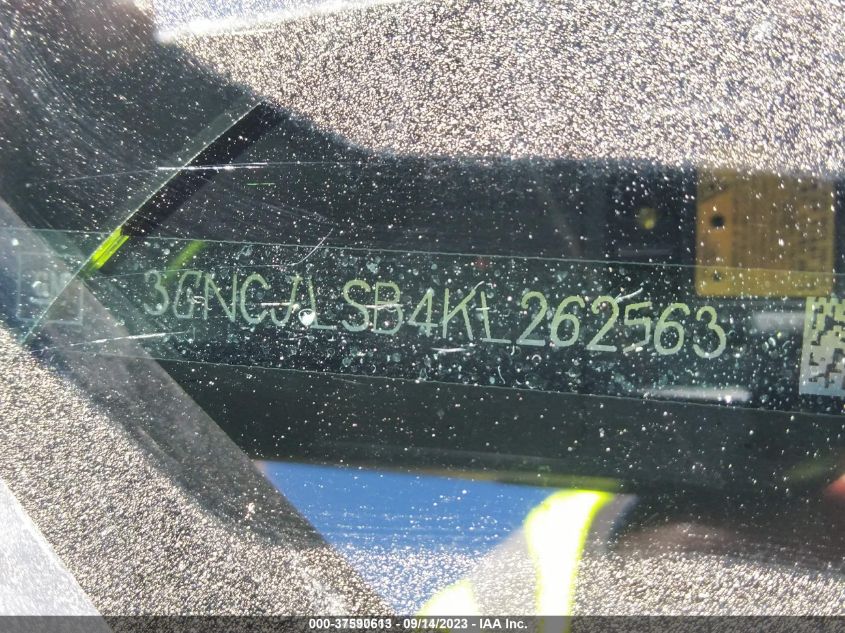 3GNCJLSB4KL262563
000-37590613 - 09/14/2023 - IAA Inc.